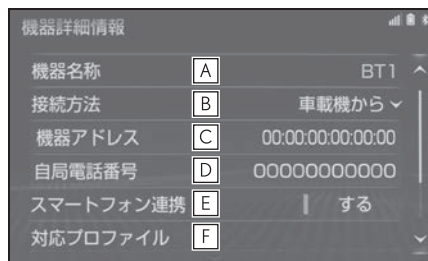 機器詳細情報
機器名称 A BT1
接続方法 B 車載機から
機器アドレス C 00:00:00:00:00:00
自局電話番号 D 00000000000
スマートフォン連携 E する
対応プロファイル F